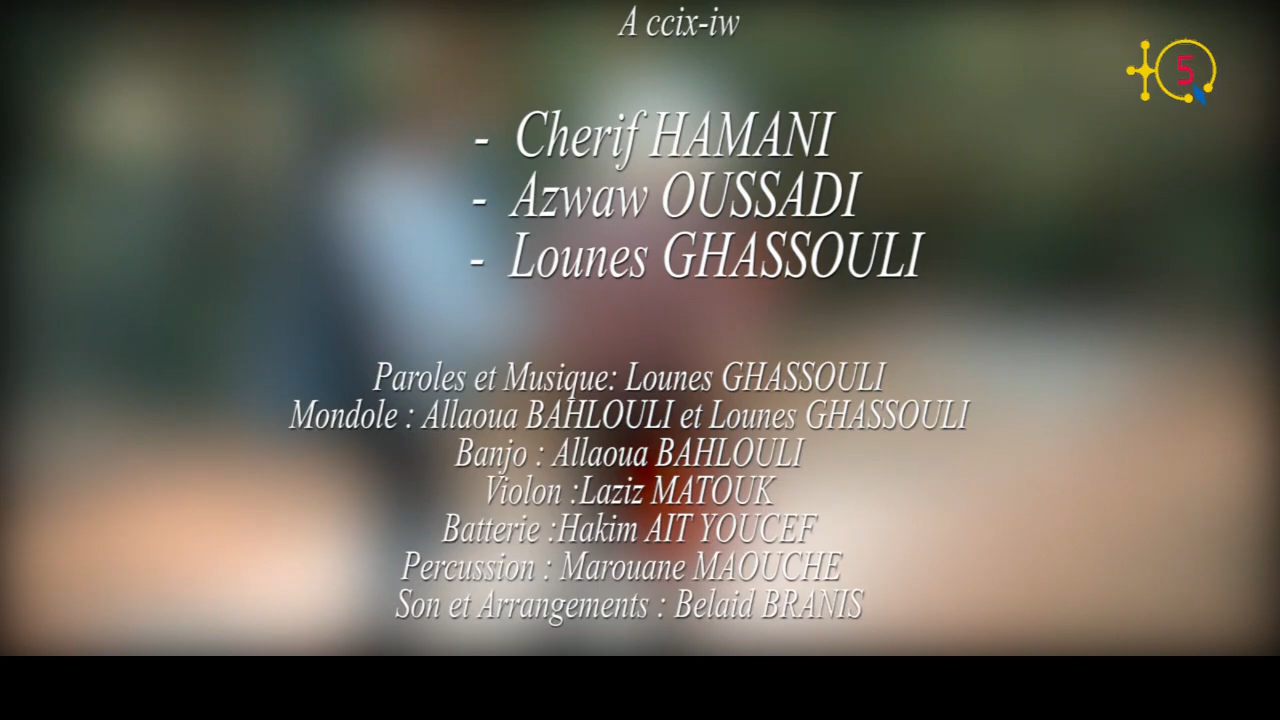 A ccix-iw
5
- Cherif HAMANI
- Azwaw OUSSADI
- Lounes GHASSOULI
Paroles et Musique: Lounes GHASSOULI
Mondole : Allaoua BAHLOULI et Lounes GHASSOULI
Banjo : Allaoua BAHLOULI
Violon :Laziz MATOUK
Batterie :Hakim AIT YOUCEF
Percussion : Marouane MAOUCHE
Son et Arrangements : Belaid BRANIS